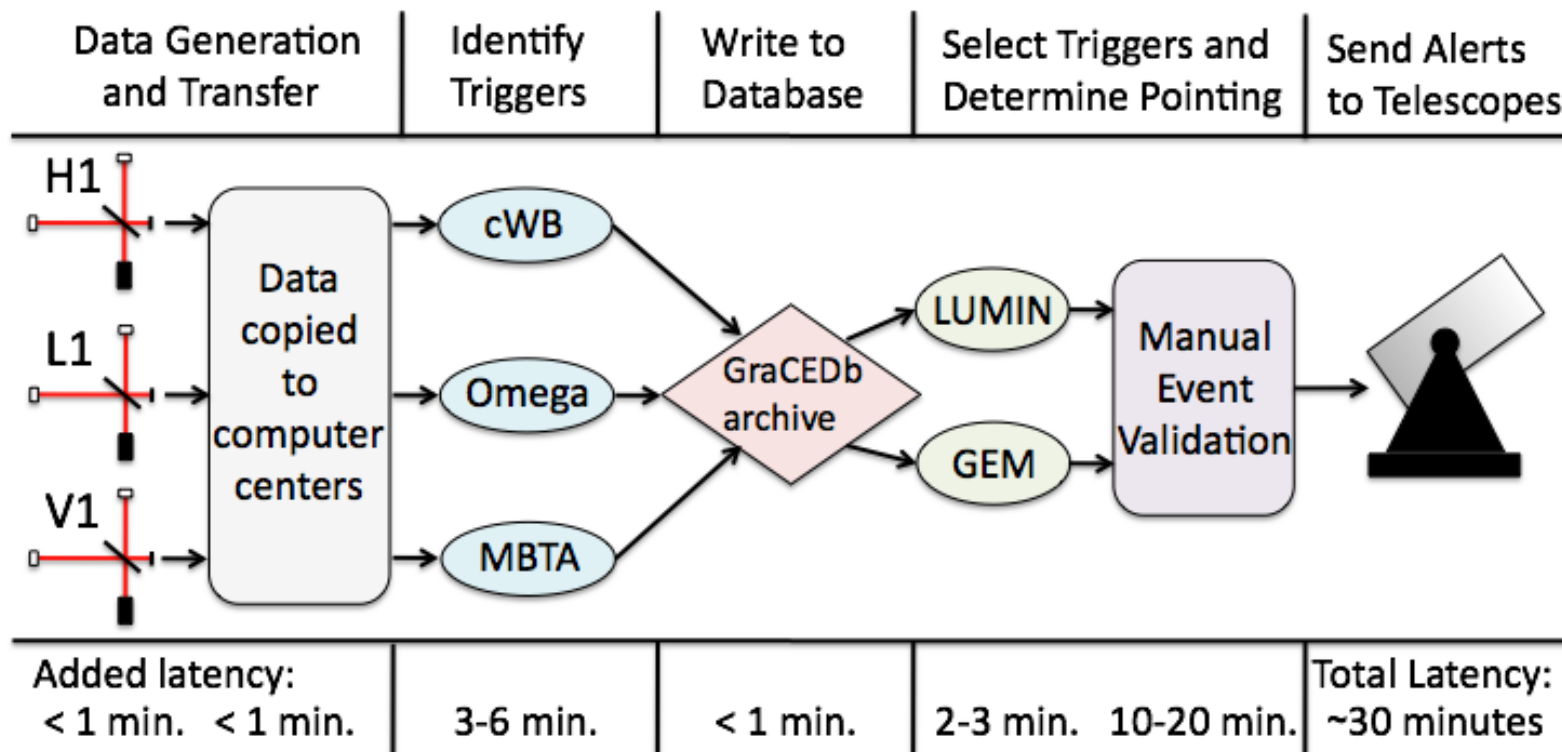 Data Generation
and Transfer
Identify
Triggers
Write to
Database
Select Triggers and
Determine Pointing
Send Alerts
to Telescopes
H1
L1
V1
Data
copied
to
computer
centers
cWB
Omega
MBTA
GraCEDb
archive
LUMIN
GEM
Manual
Event
Validation
Added latency:
< 1 min. < 1 min.
3-6 min.
< 1 min.
2-3 min. 10-20 min.
Total Latency:
~30 minutes